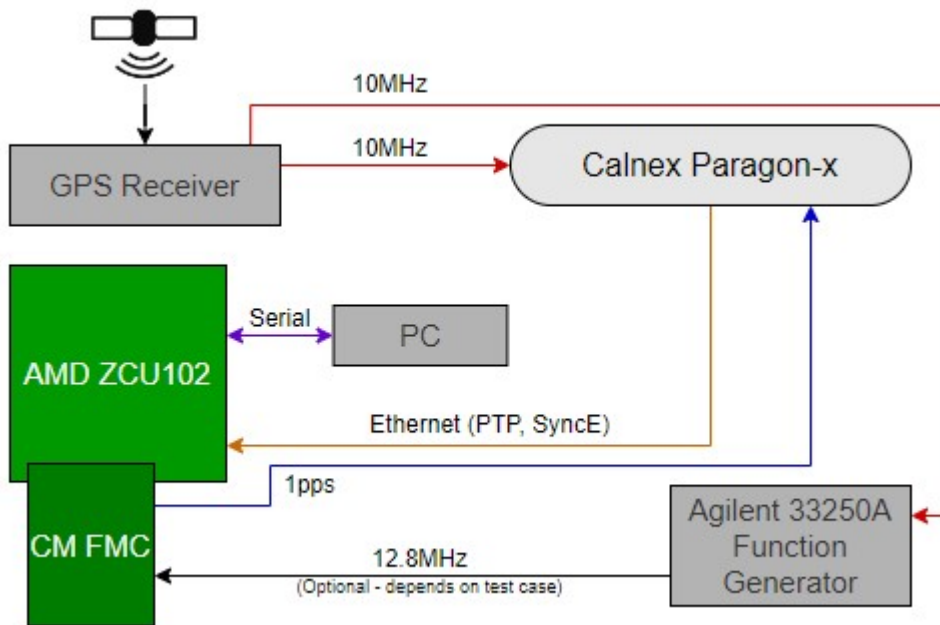 10MHz
10MHz
GPS Receiver
Calnex Paragon-x
Serial
PC
AMD ZCU102
Ethernet (PTP, SyncE)
1pps
CM FMC
12.8MHz
(Optional - depends on test case)
Agilent 33250A
Function
Generator